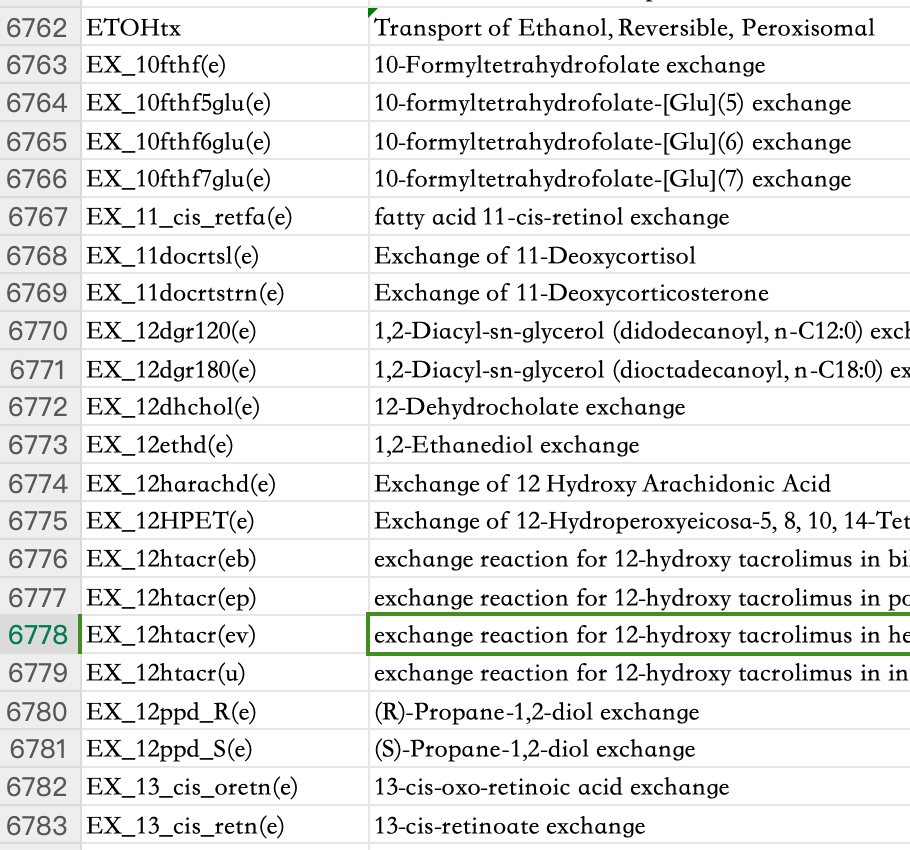 6762 ETOHtx Transport of Ethanol, Reversible, Peroxisomal
6763 EX_10fthf(e) 10-Formyltetrahydrofolate exchange
6764 EX_10fthf5glu(e) 10-formyltetrahydrofolate-[Glu](5) exchange
6765 EX_10fthf6glu(e) 10-formyltetrahydrofolate-[Glu](6) exchange
6766 EX_10fthf7glu(e) 10-formyltetrahydrofolate-[Glu](7) exchange
6767 EX_11_cis_retfa(e) fatty acid 11-cis-retinol exchange
6768 EX_11docrtsl(e) Exchange of 11-Deoxycortisol
6769 EX_11docrtstrn(e) Exchange of 11-Deoxycorticosterone
6770 EX_12dgr120(e) 1,2-Diacyl-sn-glycerol (didodecanoyl, n-C12:0) exch
6771 EX_12dgr180(e) 1,2-Diacyl-sn-glycerol (dioctadecanoyl, n-C18:0) ex
6772 EX_12dhchol(e) 12-Dehydrocholate exchange
6773 EX_12ethd(e) 1,2-Ethanediol exchange
6774 EX_12harachd(e) Exchange of 12 Hydroxy Arachidonic Acid
6775 EX_12HPET(e) Exchange of 12-Hydroperoxyeicosa-5, 8, 10, 14-Tet
6776 EX_12htacr(eb) exchange reaction for 12-hydroxy tacrolimus in bi
6777 EX_12htacr(ep) exchange reaction for 12-hydroxy tacrolimus in po
6778 EX_12htacr(ev) exchange reaction for 12-hydroxy tacrolimus in he
6779 EX_12htacr(u) exchange reaction for 12-hydroxy tacrolimus in in
6780 EX_12ppd_R(e) (R)-Propane-1,2-diol exchange
6781 EX_12ppd_S(e) (S)-Propane-1,2-diol exchange
6782 EX_13_cis_oretn(e) 13-cis-oxo-retinoic acid exchange
6783 EX_13_cis_retn(e) 13-cis-retinoate exchange